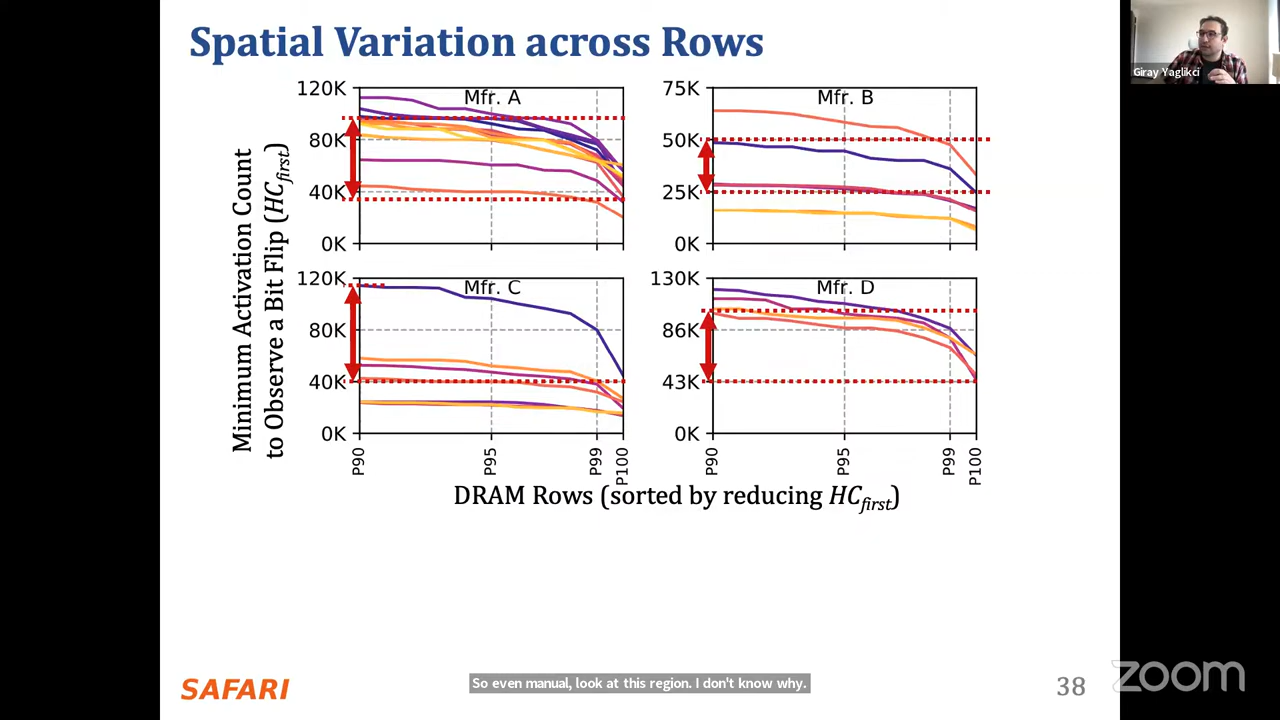 Spatial Variation across Rows
Giray Yaglikci
Minimum Activation Count
to Observe a Bit Flip (HCfirst)
120K
80K
40K
0K
Mfr. A
75K
50K
25K
0K
Mfr. B
120K
80K
40K
0K
Mfr. C
P90
P95
P99
P100
130K
86K
43K
0K
Mfr. D
P90
P95
P99
P100
DRAM Rows (sorted by reducing HCfirst)
So even manual, look at this region. I don't know why.
SAFARI
38
zoom